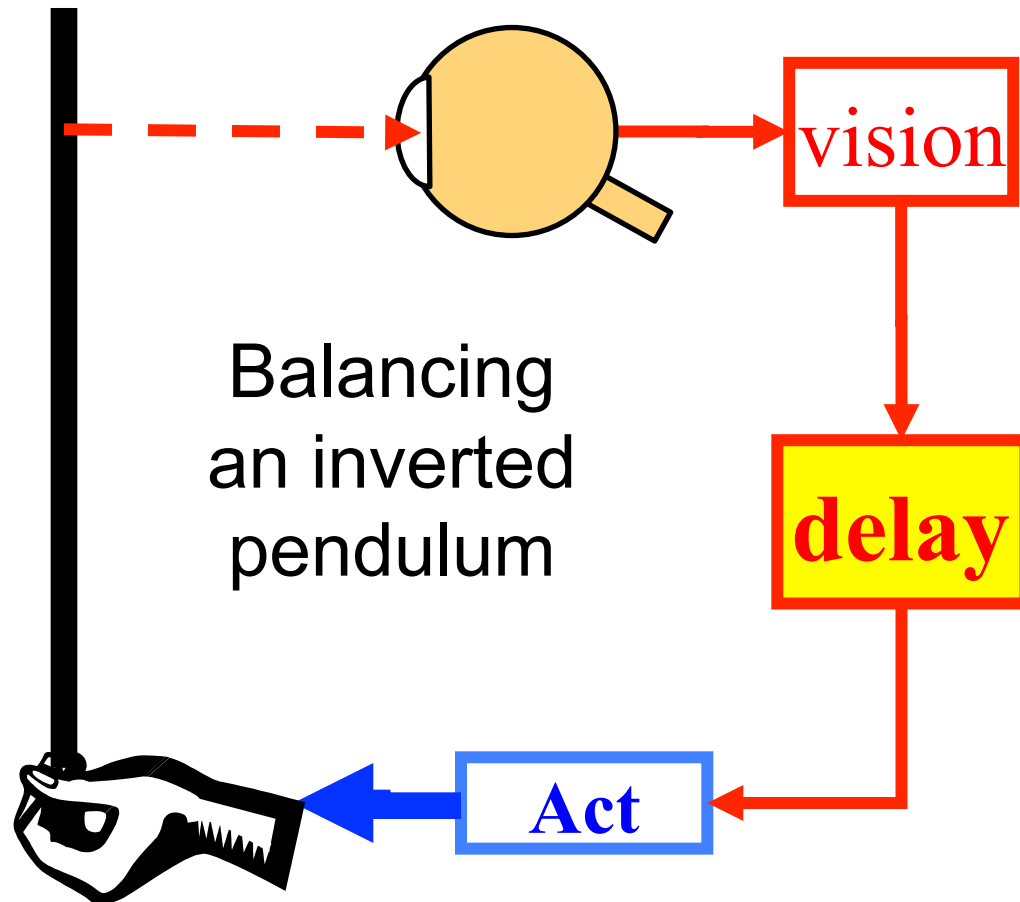 vision
Balancing
an inverted
pendulum
delay
Act